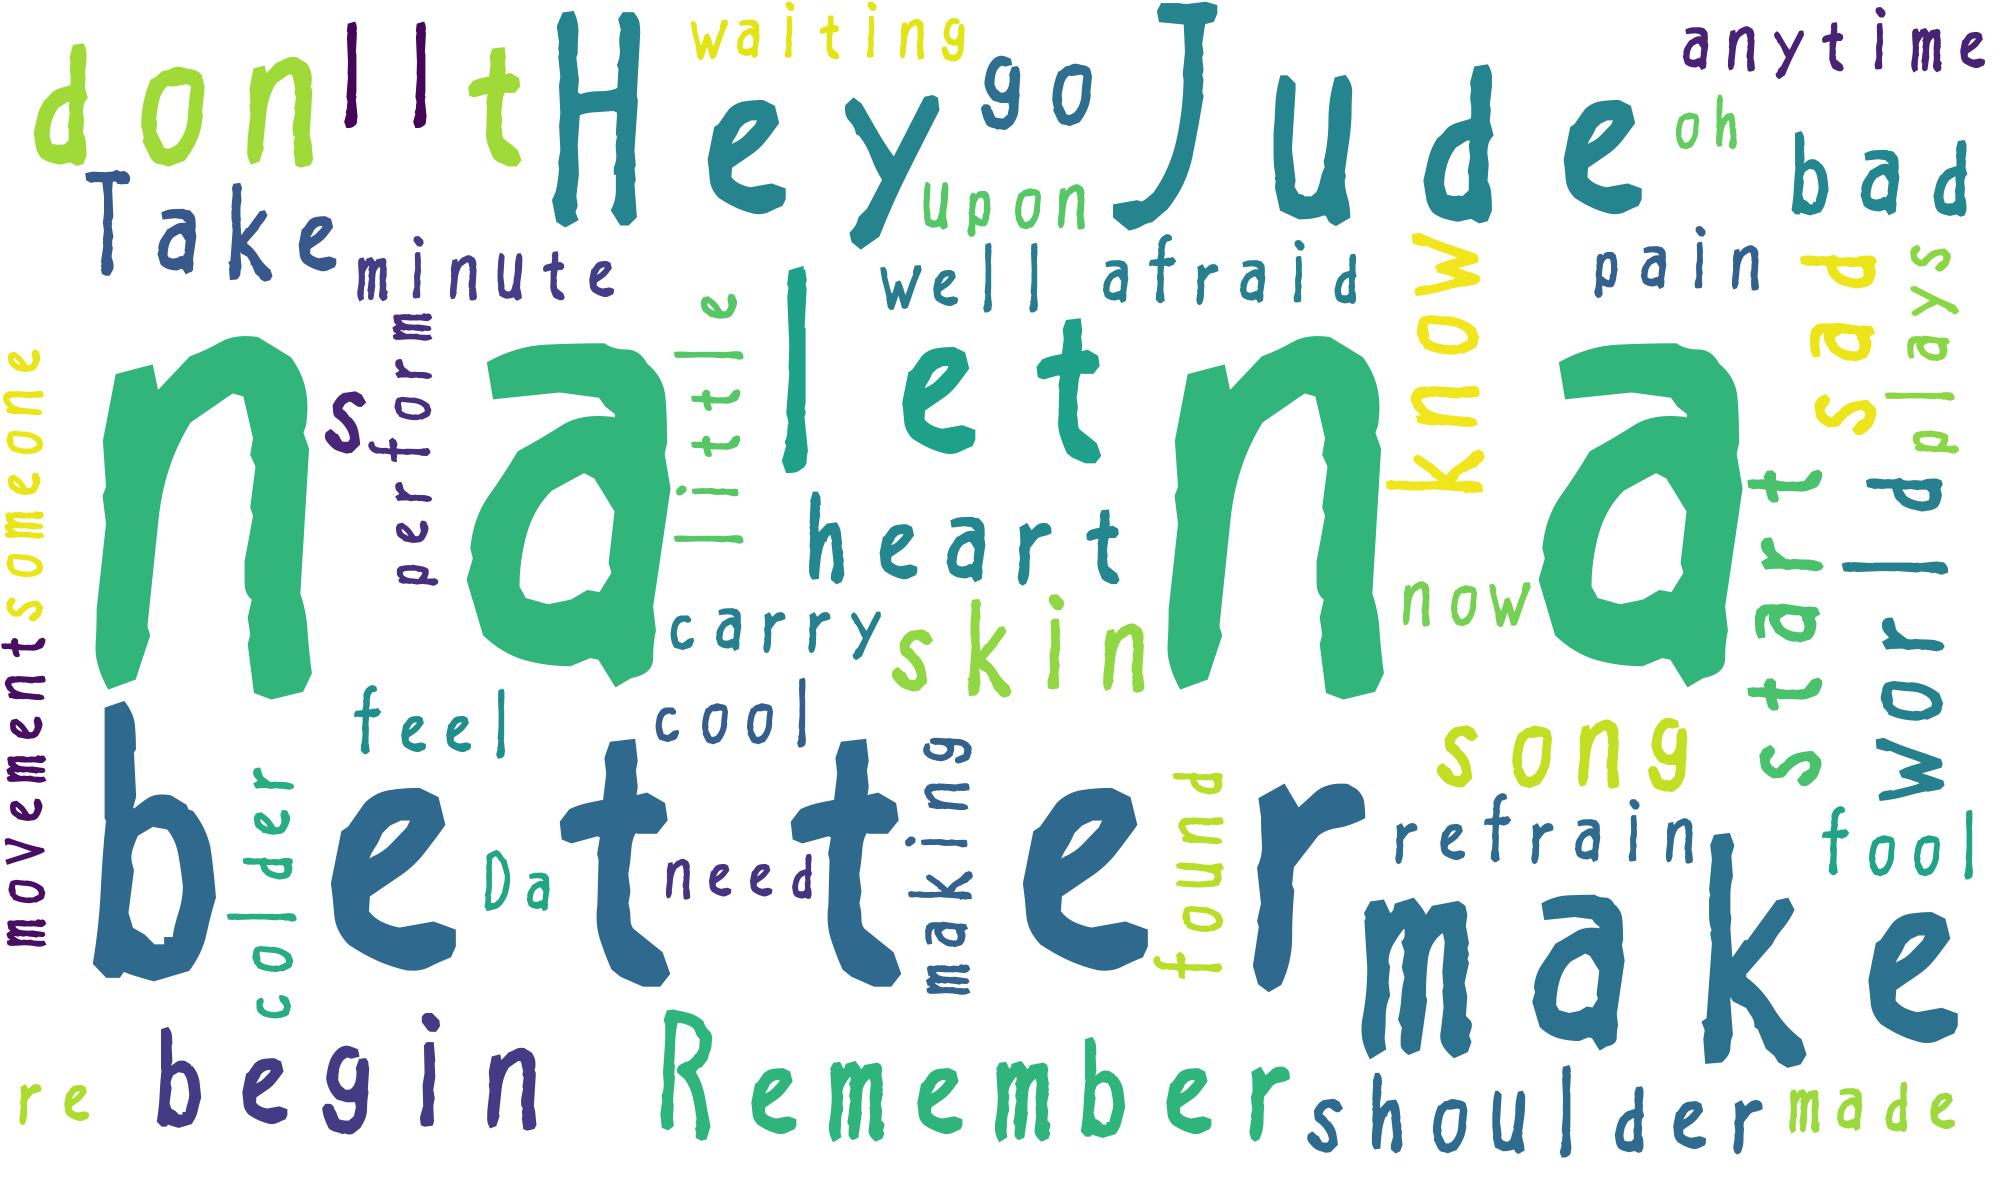 don t
ll
Hey Jude
waiting
go
anytime
oh
bad
Take
upon
minute
well
afraid
know
pain
sad
plays
na na
someone
s
perform
little
let
heart
start
world
now
carry
skin
movement
feel
cool
better
colder
Da
need
making
found
song
refrain
fool
make
re
begin
Remember
shoulder
made